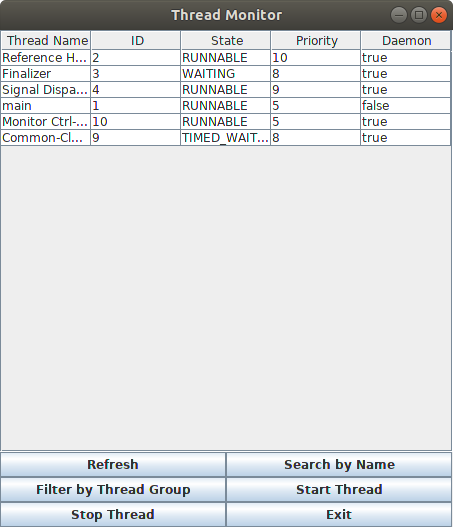 Thread Monitor
Thread Name ID State Priority Daemon
Reference H... 2 RUNNABLE 10 true
Finalizer 3 WAITING 8 true
Signal Dispa... 4 RUNNABLE 9 true
main 1 RUNNABLE 5 false
Monitor Ctrl-... 10 RUNNABLE 5 true
Common-Cl... 9 TIMED_WAIT... 8 true
Refresh Search by Name
Filter by Thread Group Start Thread
Stop Thread Exit